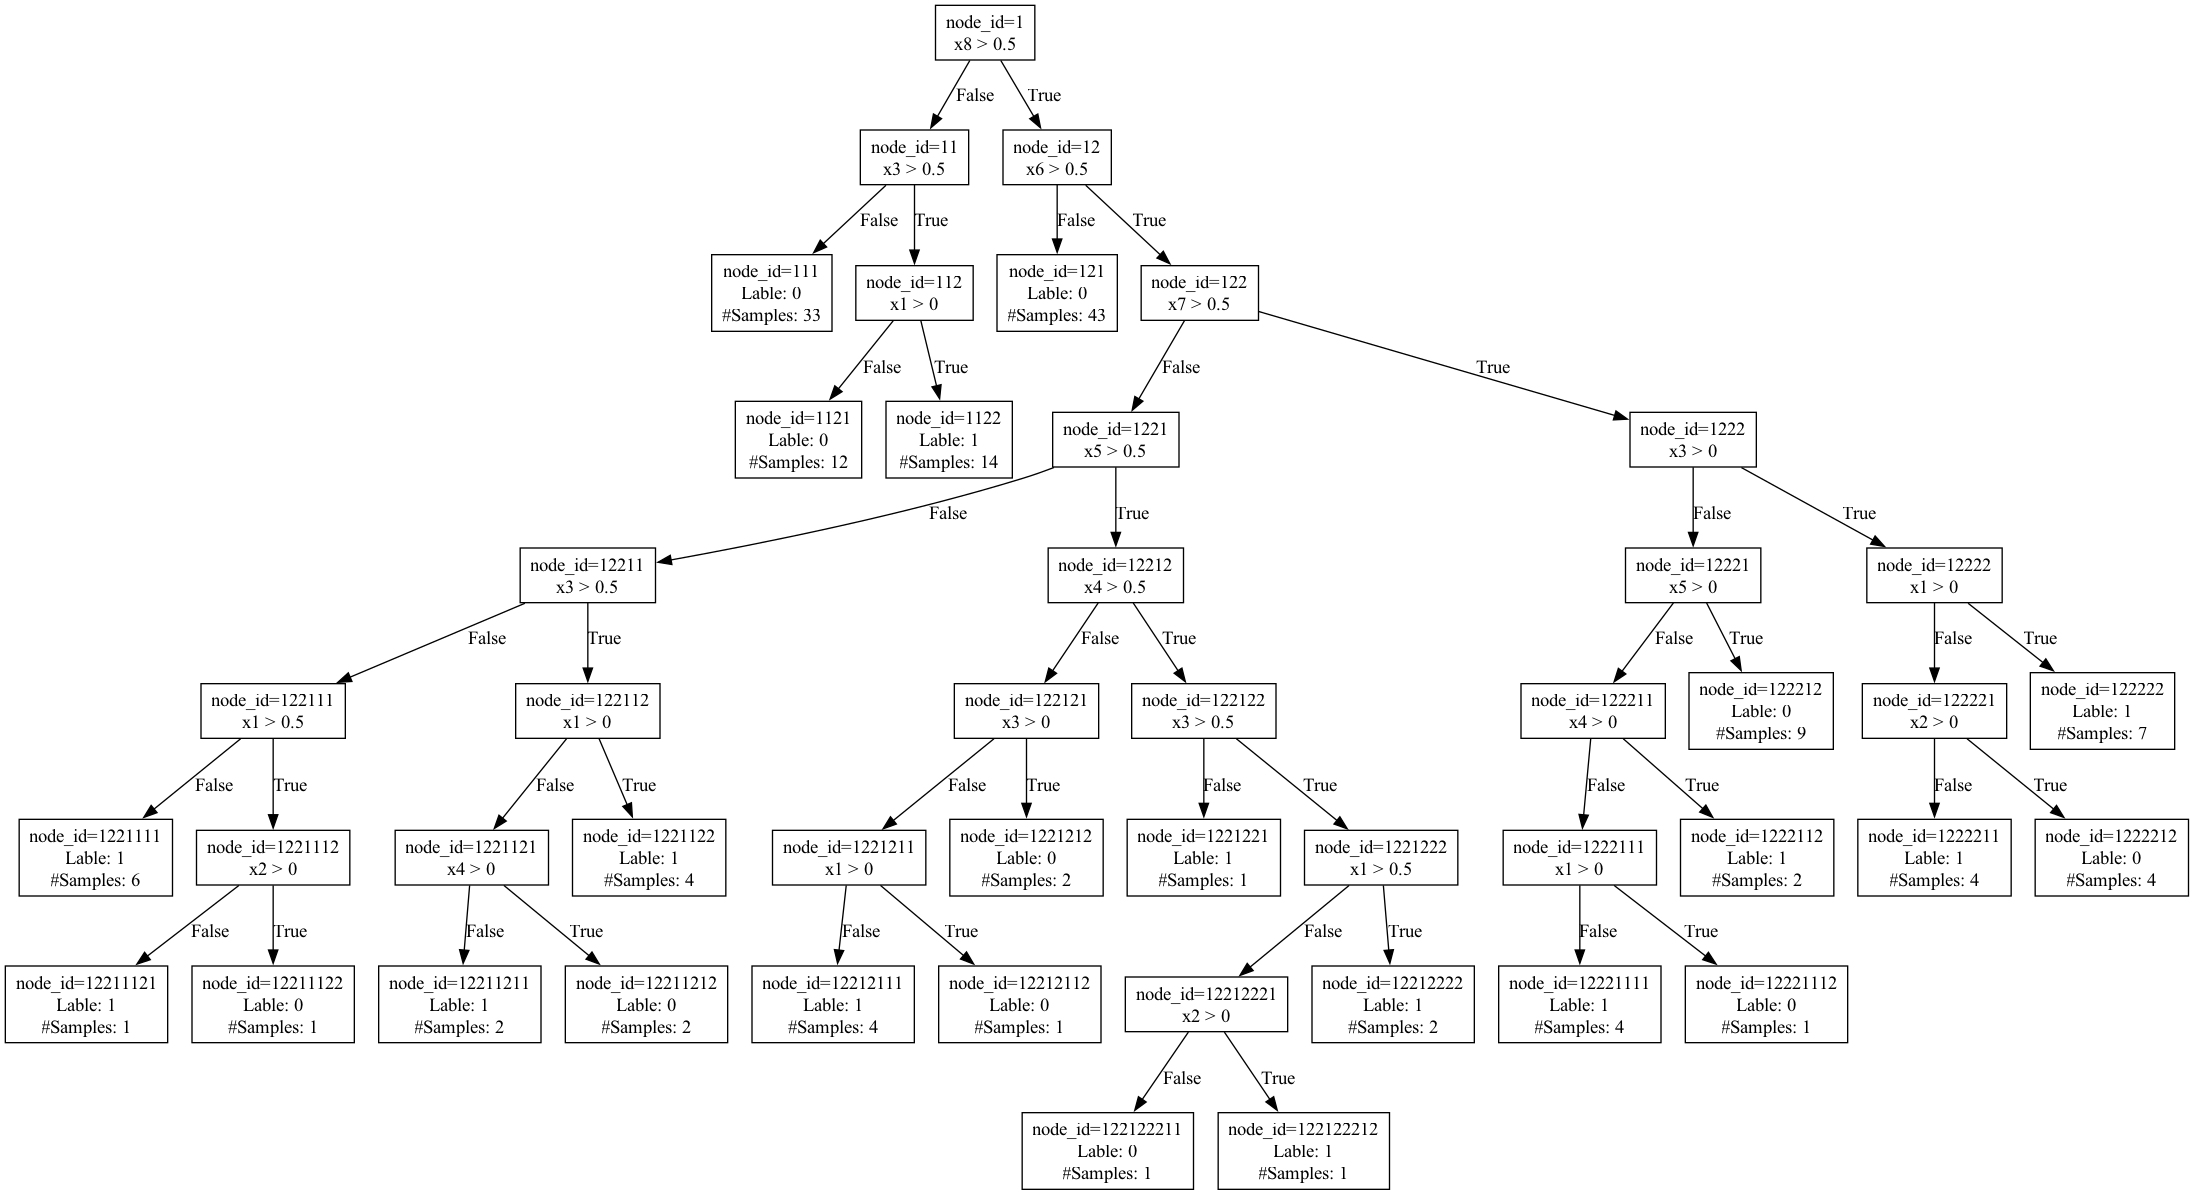 node_id=1
x8 > 0.5
False
True
node_id=11
x3 > 0.5
node_id=12
x6 > 0.5
False
True
False
True
node_id=111
Lable: 0
#Samples: 33
node_id=112
x1 > 0
node_id=121
Lable: 0
#Samples: 43
node_id=122
x7 > 0.5
False
True
False
True
node_id=1121
Lable: 0
#Samples: 12
node_id=1122
Lable: 1
#Samples: 14
node_id=1221
x5 > 0.5
node_id=1222
x3 > 0
False
True
False
True
node_id=12211
x3 > 0.5
node_id=12212
x4 > 0.5
node_id=12221
x5 > 0
node_id=12222
x1 > 0
False
True
False
True
False
True
False
True
node_id=122111
x1 > 0.5
node_id=122112
x1 > 0
node_id=122121
x3 > 0
node_id=122122
x3 > 0.5
node_id=122211
x4 > 0
node_id=122212
Lable: 0
#Samples: 9
node_id=122221
x2 > 0
node_id=122222
Lable: 1
#Samples: 7
False
True
False
True
False
True
False
True
False
True
False
True
node_id=1221111
Lable: 1
#Samples: 6
node_id=1221112
x2 > 0
node_id=1221121
x4 > 0
node_id=1221122
Lable: 1
#Samples: 4
node_id=1221211
x1 > 0
node_id=1221212
Lable: 0
#Samples: 2
node_id=1221221
Lable: 1
#Samples: 1
node_id=1221222
x1 > 0.5
node_id=1222111
x1 > 0
node_id=1222112
Lable: 1
#Samples: 2
node_id=1222211
Lable: 1
#Samples: 4
node_id=1222212
Lable: 0
#Samples: 4
False
True
False
True
False
True
False
True
False
True
node_id=12211121
Lable: 1
#Samples: 1
node_id=12211122
Lable: 0
#Samples: 1
node_id=12211211
Lable: 1
#Samples: 2
node_id=12211212
Lable: 0
#Samples: 2
node_id=12212111
Lable: 1
#Samples: 4
node_id=12212112
Lable: 0
#Samples: 1
node_id=12212221
x2 > 0
node_id=12212222
Lable: 1
#Samples: 2
node_id=12221111
Lable: 1
#Samples: 4
node_id=12221112
Lable: 0
#Samples: 1
False
True
node_id=122122211
Lable: 0
#Samples: 1
node_id=122122212
Lable: 1
#Samples: 1